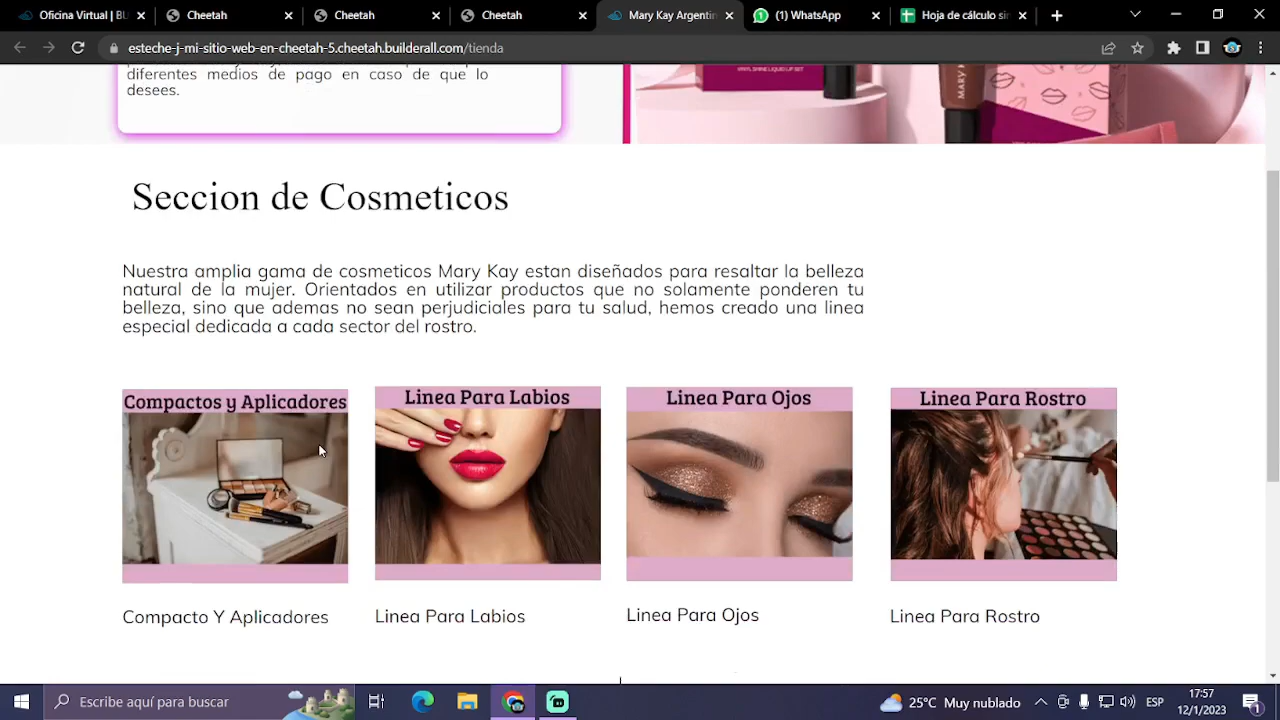 Oficina Virtual | BU
Cheetah
Cheetah
Cheetah
Mary Kay Argentin
(1) WhatsApp
Hoja de cálculo sin
esteche-j-mi-sitio-web-en-cheetah-5.cheetah.builderall.com/tienda
diferentes medios de pago en caso de que lo
desees.
MARY K
Seccion de Cosmeticos
Nuestra amplia gama de cosmeticos Mary Kay estan diseñados para resaltar la belleza
natural de la mujer. Orientados en utilizar productos que no solamente ponderen tu
belleza, sino que ademas no sean perjudiciales para tu salud, hemos creado una linea
especial dedicada a cada sector del rostro.
Compactos y Aplicadores
Linea Para Labios
Linea Para Ojos
Linea Para Rostro
Compacto Y Aplicadores
Linea Para Labios
Linea Para Ojos
Linea Para Rostro
Escribe aquí para buscar
25°C Muy nublado
ESP
17:57
12/1/2023
1